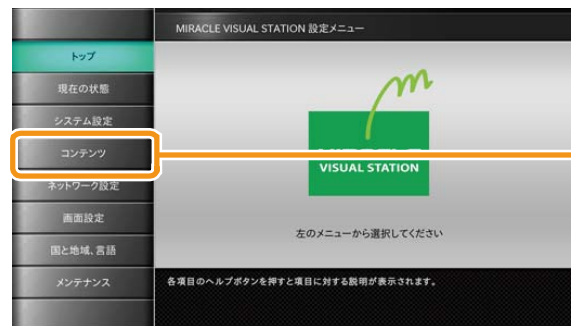 MIRACLE VISUAL STATION 設定メニュー
トップ
現在の状態
システム設定
コンテンツ
ネットワーク設定
画面設定
国と地域、言語
メンテナンス
VISUAL STATION
左のメニューから選択してください
各項目のヘルプボタンを押すと項目に対する説明が表示されます。